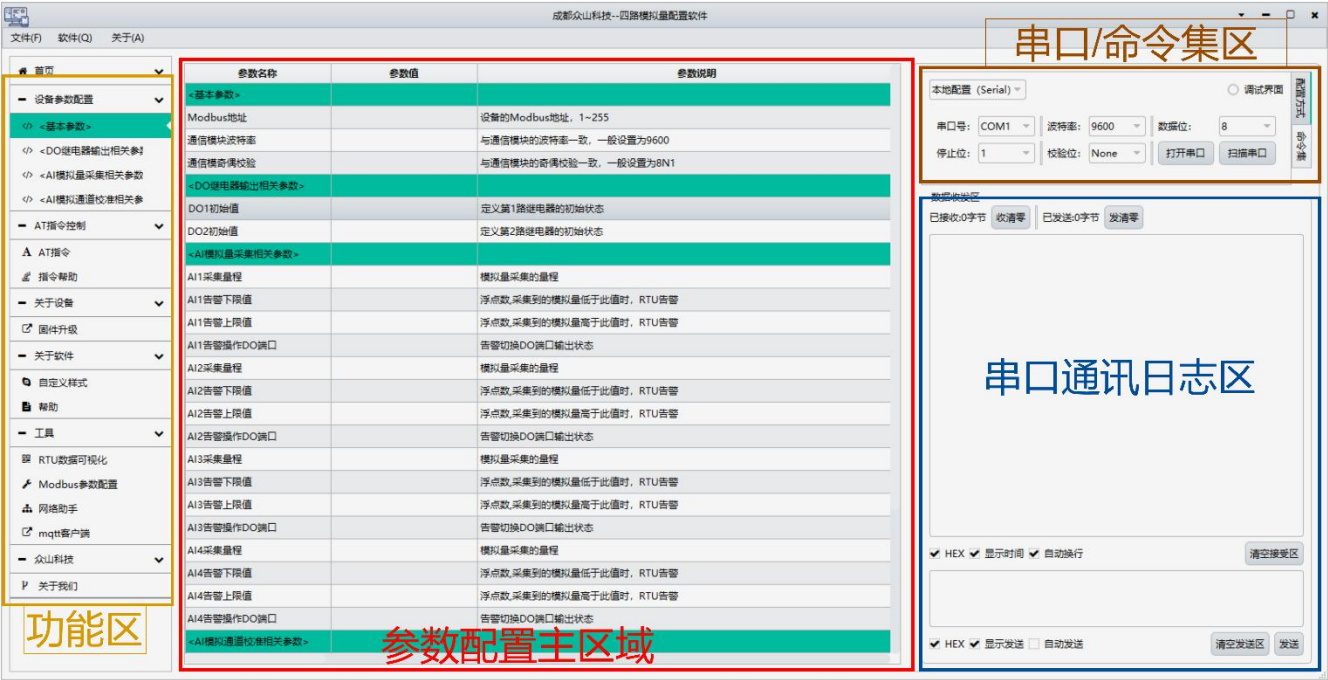 成都众山科技--四路模拟量配置软件
文件(F) 软件(Q) 关于(A)
首页
设备参数配置
<基本参数>
<DO继电器输出相关参数
<AI模拟量采集相关参数
<AI模拟通道校准相关参
AT指令控制
AT指令
指令帮助
关于设备
固件升级
关于软件
自定义样式
帮助
工具
RTU数据可视化
Modbus参数配置
网络助手
mqtt客户端
众山科技
关于我们
功能区
参数名称 参数值 参数说明
<基本参数>
Modbus地址 设备的Modbus地址，1~255
通信模块波特率 与通信模块的波特率一致，一般设置为9600
通信模奇偶校验 与通信模块的奇偶校验一致，一般设置为8N1
<DO继电器输出相关参数>
DO1初始值 定义第1路继电器的初始状态
DO2初始值 定义第2路继电器的初始状态
<AI模拟量采集相关参数>
AI1采集量程 模拟量采集的量程
AI1告警下限值 浮点数,采集到的模拟量低于此值时，RTU告警
AI1告警上限值 浮点数,采集到的模拟量高于此值时，RTU告警
AI1告警操作DO端口 告警切换DO端口输出状态
AI2采集量程 模拟量采集的量程
AI2告警下限值 浮点数,采集到的模拟量低于此值时，RTU告警
AI2告警上限值 浮点数,采集到的模拟量高于此值时，RTU告警
AI2告警操作DO端口 告警切换DO端口输出状态
AI3采集量程 模拟量采集的量程
AI3告警下限值 浮点数,采集到的模拟量低于此值时，RTU告警
AI3告警上限值 浮点数,采集到的模拟量高于此值时，RTU告警
AI3告警操作DO端口 告警切换DO端口输出状态
AI4采集量程 模拟量采集的量程
AI4告警下限值 浮点数,采集到的模拟量低于此值时，RTU告警
AI4告警上限值 浮点数,采集到的模拟量高于此值时，RTU告警
AI4告警操作DO端口 告警切换DO端口输出状态
<AI模拟通道校准相关参数>
参数配置主区域
串口/命令集区
本地配置（Serial） 调试界面
配置方式
命令集
串口号: COM1 波特率: 9600 数据位: 8
停止位: 1 校验位: None 打开串口 扫描串口
数据收发区
已接收:0字节 收清零 已发送:0字节 发清零
串口通讯日志区
HEX 显示时间 自动换行 清空接受区
HEX 显示发送 自动发送 清空发送区 发送